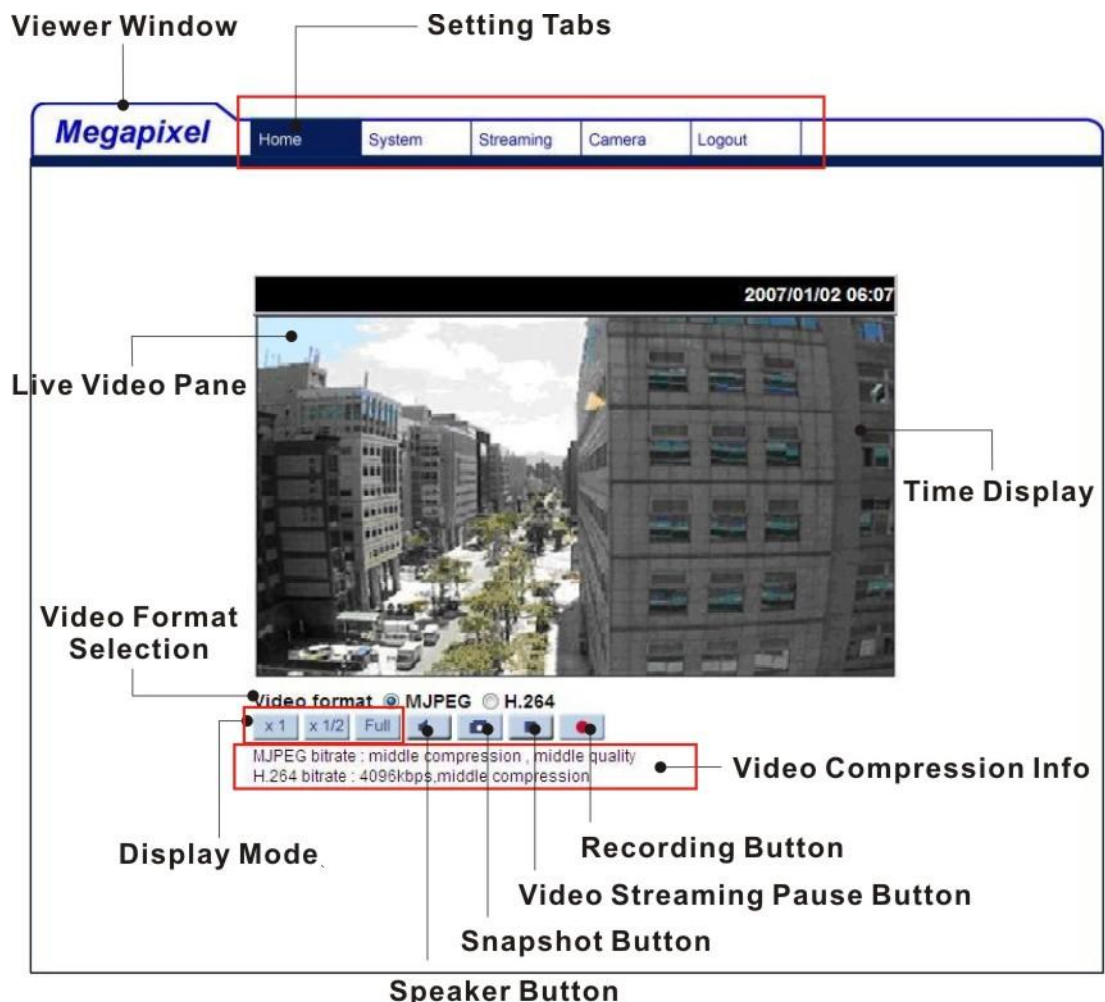 Viewer Window
Setting Tabs
Megapixel
Home
System
Streaming
Camera
Logout
2007/01/02 06:07
Live Video Pane
Time Display
Video Format
Selection
Video format MJPEG H.264
x 1
x 1/2
Full
MJPEG bitrate : middle compression , middle quality
H.264 bitrate : 4096kbps,middle compression
Video Compression Info
Display Mode
Recording Button
Video Streaming Pause Button
Snapshot Button
Speaker Button